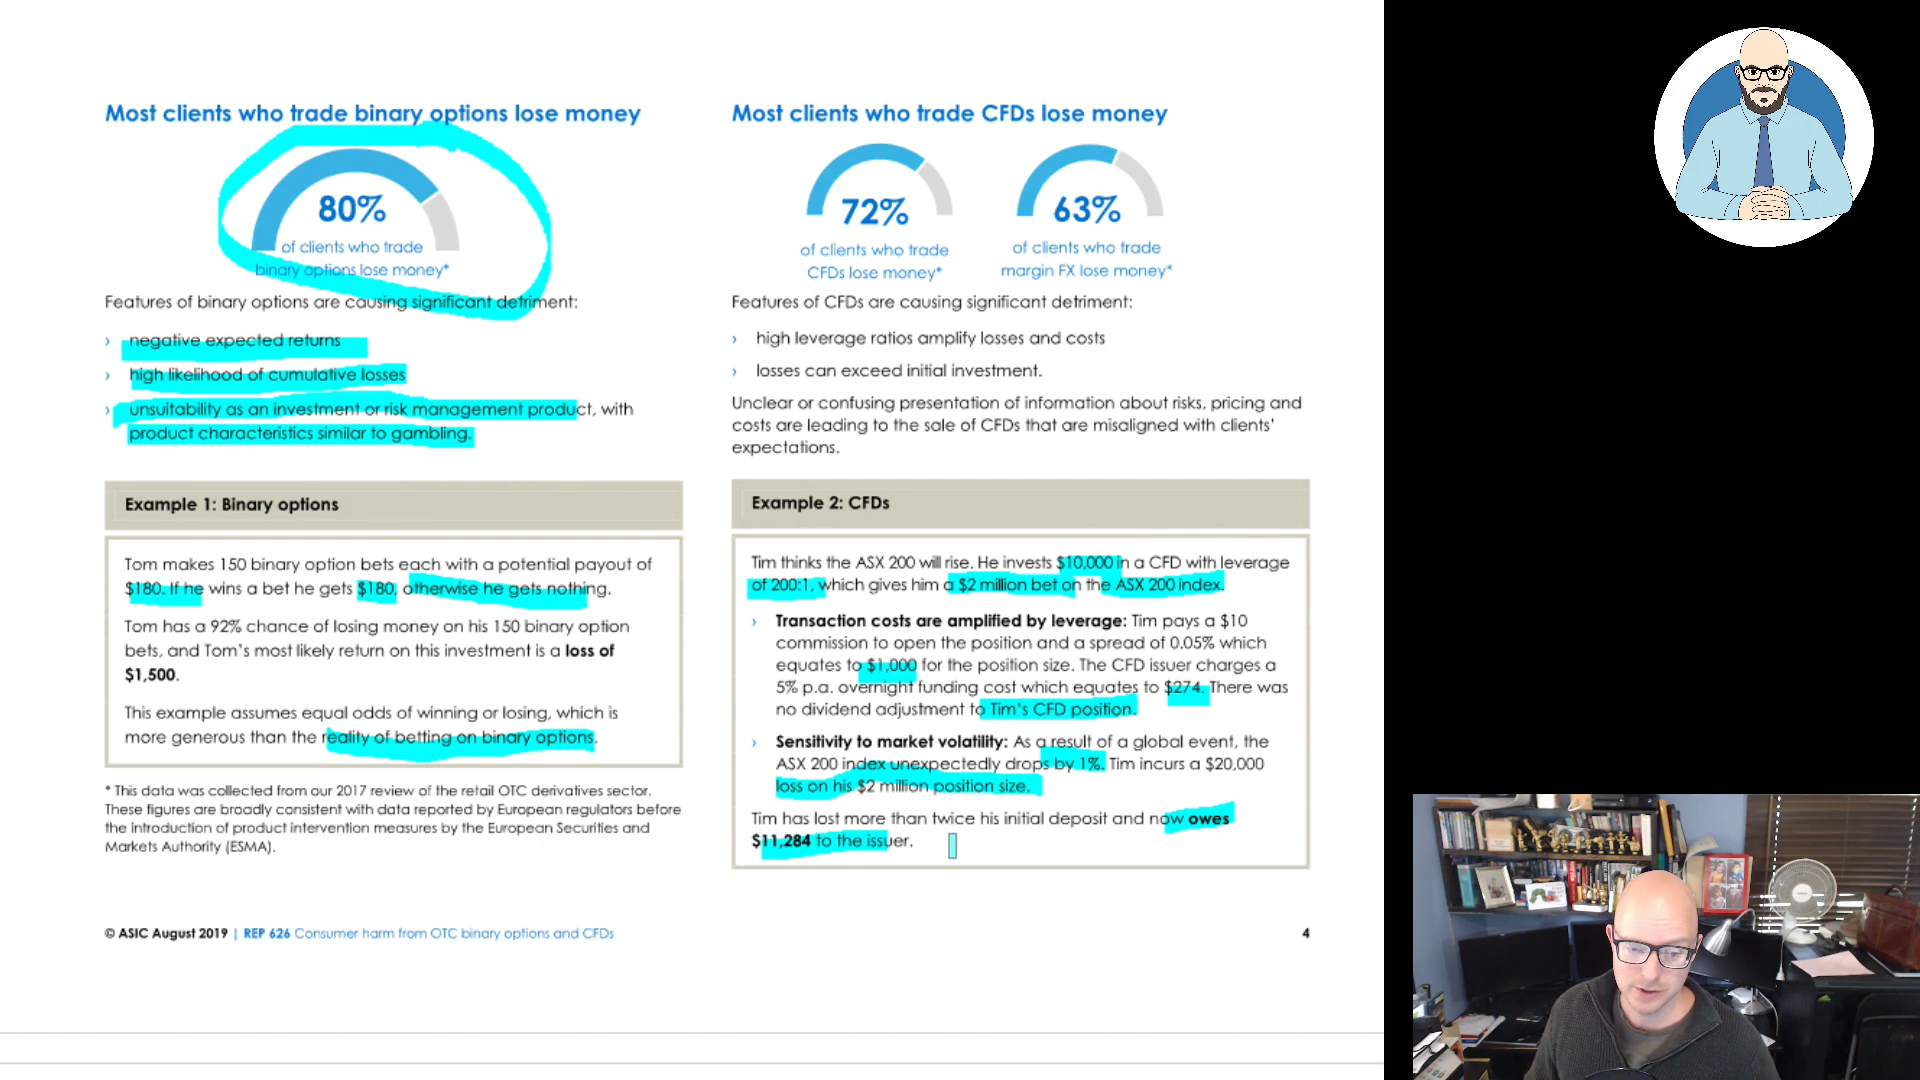 Most clients who trade binary options lose money
80%
of clients who trade
binary options lose money*
Features of binary options are causing significant detriment:
› negative expected returns
› high likelihood of cumulative losses
› unsuitability as an investment or risk management product, with
product characteristics similar to gambling.
Example 1: Binary options
Tom makes 150 binary option bets each with a potential payout of
$180. If he wins a bet he gets $180, otherwise he gets nothing.
Tom has a 92% chance of losing money on his 150 binary option
bets, and Tom's most likely return on this investment is a loss of
$1,500.
This example assumes equal odds of winning or losing, which is
more generous than the reality of betting on binary options.
* This data was collected from our 2017 review of the retail OTC derivatives sector.
These figures are broadly consistent with data reported by European regulators before
the introduction of product intervention measures by the European Securities and
Markets Authority (ESMA).
Most clients who trade CFDs lose money
72%
of clients who trade
CFDs lose money*
63%
of clients who trade
margin FX lose money*
Features of CFDs are causing significant detriment:
› high leverage ratios amplify losses and costs
› losses can exceed initial investment.
Unclear or confusing presentation of information about risks, pricing and
costs are leading to the sale of CFDs that are misaligned with clients'
expectations.
Example 2: CFDs
Tim thinks the ASX 200 will rise. He invests $10,000 in a CFD with leverage
of 200:1, which gives him a $2 million bet on the ASX 200 index.
› Transaction costs are amplified by leverage: Tim pays a $10
commission to open the position and a spread of 0.05% which
equates to $1,000 for the position size. The CFD issuer charges a
5% p.a. overnight funding cost which equates to $274. There was
no dividend adjustment to Tim's CFD position.
› Sensitivity to market volatility: As a result of a global event, the
ASX 200 index unexpectedly drops by 1%. Tim incurs a $20,000
loss on his $2 million position size.
Tim has lost more than twice his initial deposit and now owes
$11,284 to the issuer.
© ASIC August 2019 | REP 626 Consumer harm from OTC binary options and CFDs
4